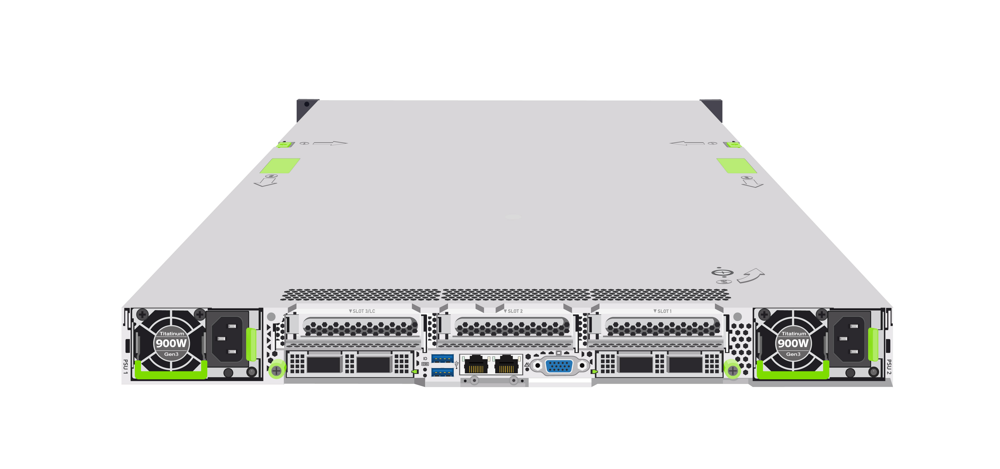 ▼SLOT 3/LC
▼SLOT 2
▼SLOT 1
Titatinum
900W
Gen3
PSU 1
ID
CSS
Titatinum
900W
Gen3
PSU 2